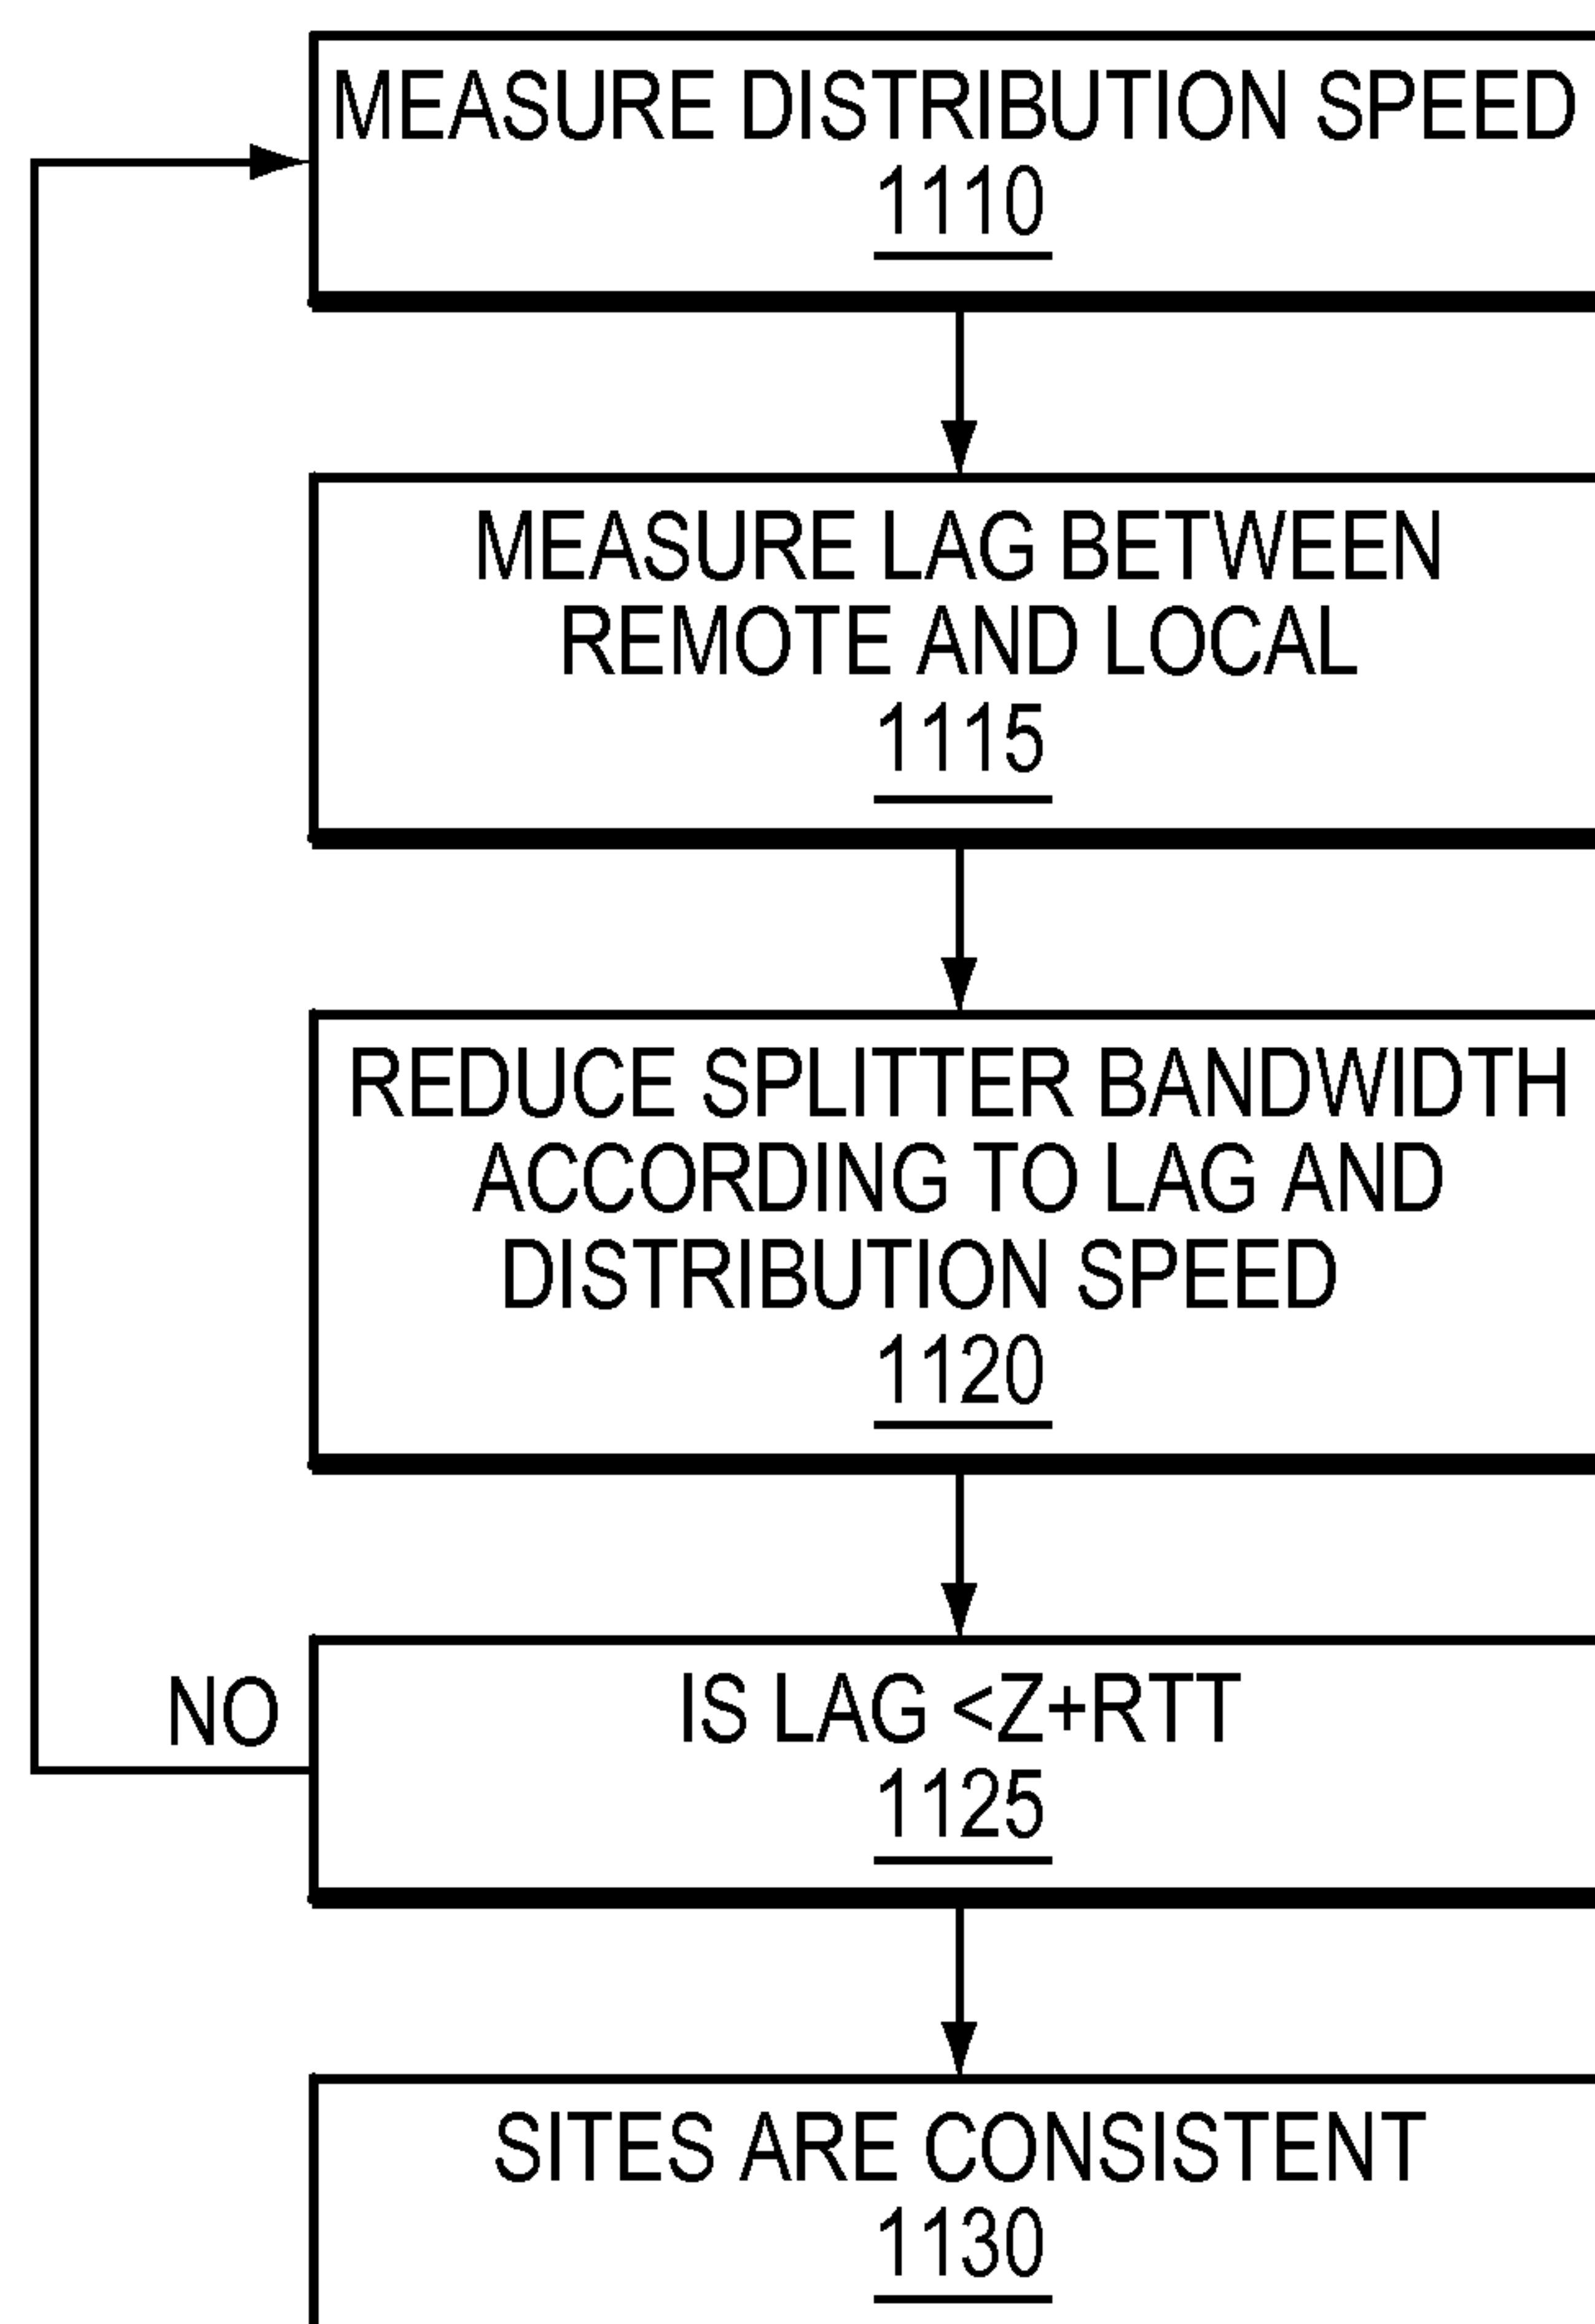 MEASURE DISTRIBUTION SPEED
1110
MEASURE LAG BETWEEN
REMOTE AND LOCAL
1115
REDUCE SPLITTER BANDWIDTH
ACCORDING TO LAG AND
DISTRIBUTION SPEED
1120
NO
IS LAG <Z+RTT
1125
SITES ARE CONSISTENT
1130